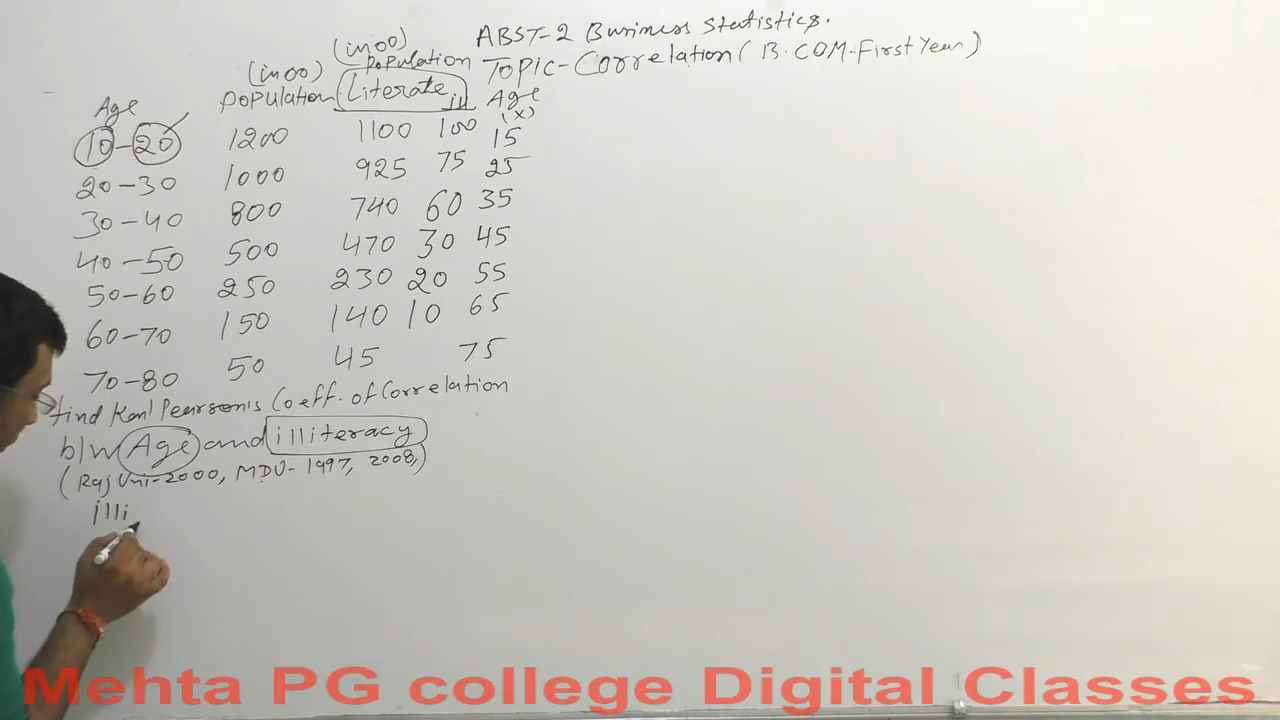 ABST-2 Business Statistics.
Topic-Correlation (B.COM-First Year)
(in 00) (in 00)
Age Population Population Literate ill Age (X)
10-20 1200 1100 100 15
20-30 1000 925 75 25
30-40 800 740 60 35
40-50 500 470 30 45
50-60 250 230 20 55
60-70 150 140 10 65
70-80 50 45 75
find Karl Pearson's Coeff. of Correlation
b/w Age and illiteracy
(Raj Uni-2000, MDU-1997, 2008,)
illi
Mehta PG college Digital Classes